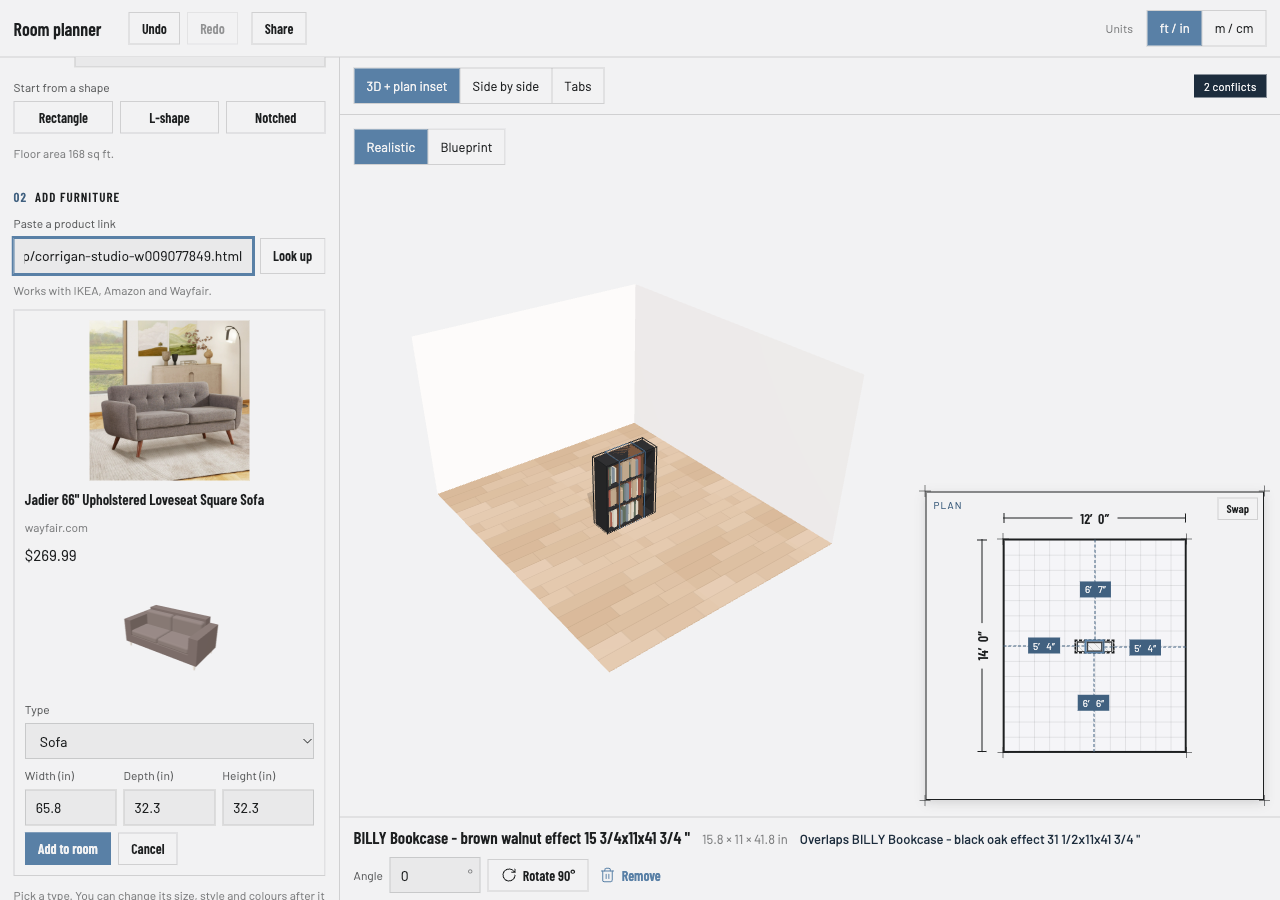 Room planner
Undo
Redo
Share
Units
ft / in
m / cm
Start from a shape
Rectangle
L-shape
Notched
Floor area 168 sq ft.
02 ADD FURNITURE
Paste a product link
p/corrigan-studio-w009077849.html
Look up
Works with IKEA, Amazon and Wayfair.
Jadier 66" Upholstered Loveseat Square Sofa
wayfair.com
$269.99
Type
Sofa
Width (in)
Depth (in)
Height (in)
65.8
32.3
32.3
Add to room
Cancel
Pick a type. You can change its size, style and colours after it
3D + plan inset
Side by side
Tabs
2 conflicts
Realistic
Blueprint
PLAN
Swap
12' 0"
14' 0"
6' 7"
5' 4"
5' 4"
6' 6"
BILLY Bookcase - brown walnut effect 15 3/4x11x41 3/4 "
15.8 × 11 × 41.8 in
Overlaps BILLY Bookcase - black oak effect 31 1/2x11x41 3/4 "
Angle
0
°
Rotate 90°
Remove